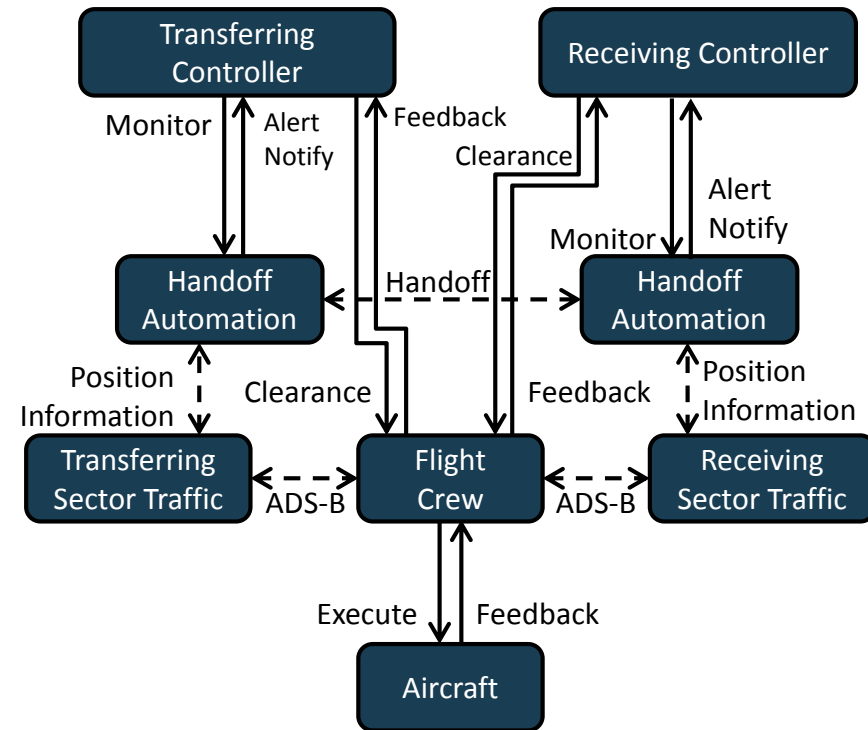 Transferring
Controller
Receiving Controller
Monitor
Alert
Notify
Feedback
Clearance
Alert
Notify
Monitor
Handoff
Automation
Handoff
Handoff
Automation
Position
Information
Clearance
Feedback
Position
Information
Transferring
Sector Traffic
ADS-B
Flight
Crew
ADS-B
Receiving
Sector Traffic
Execute
Feedback
Aircraft